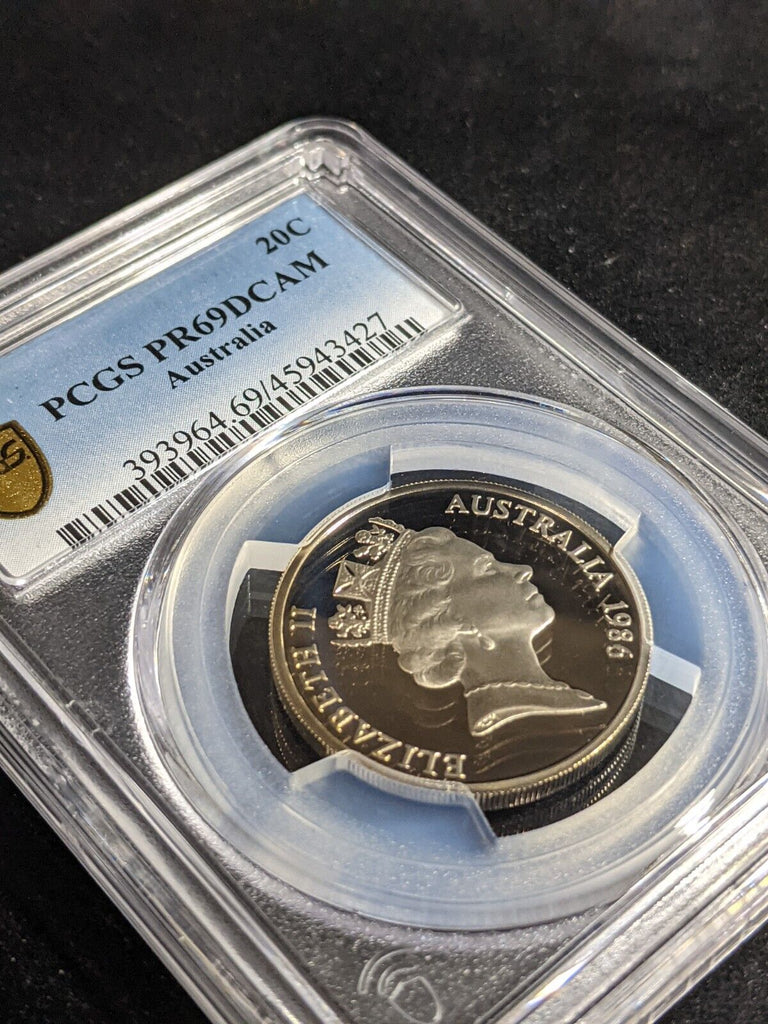 20C
PCGS PR69DCAM
Australia
393964.69/45943427
ELIZABETH II
AUSTRALIA 1986